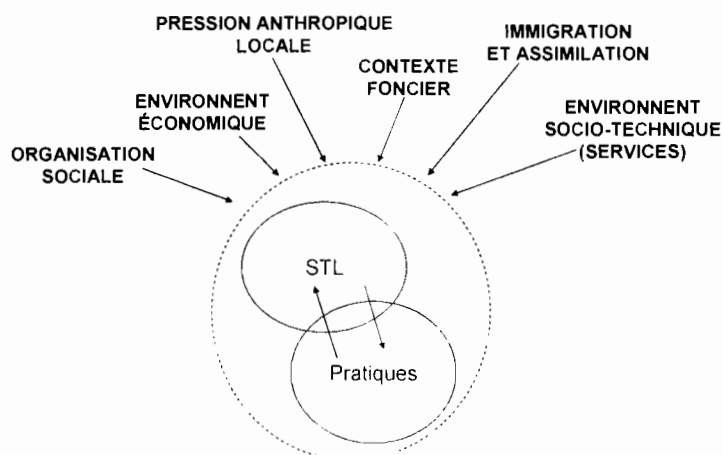 PRESSION ANTHROPIQUE
LOCALE
IMMIGRATION
ET ASSIMILATION
CONTEXTE
FONCIER
ENVIRONNENT
ÉCONOMIQUE
ENVIRONNENT
SOCIO-TECHNIQUE
(SERVICES)
ORGANISATION
SOCIALE
STL
Pratiques